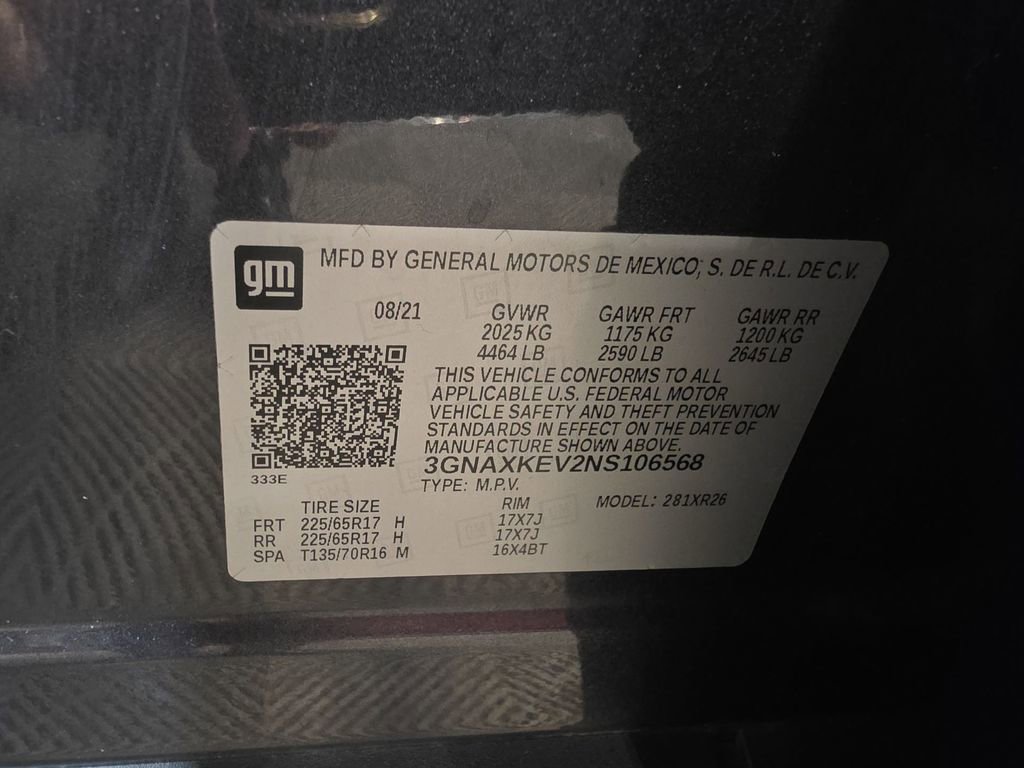 gm
MFD BY GENERAL MOTORS DE MEXICO, S. DE R.L. DE C.V.
08/21 GVWR GAWR FRT GAWR RR
2025 KG 1175 KG 1200 KG
4464 LB 2590 LB 2645 LB
THIS VEHICLE CONFORMS TO ALL
APPLICABLE U.S. FEDERAL MOTOR
VEHICLE SAFETY AND THEFT PREVENTION
STANDARDS IN EFFECT ON THE DATE OF
MANUFACTURE SHOWN ABOVE.
3GNAXKEV2NS106568
333E
TYPE: M.P.V.
TIRE SIZE RIM MODEL: 281XR26
FRT 225/65R17 H 17X7J
RR 225/65R17 H 17X7J
SPA T135/70R16 M 16X4BT